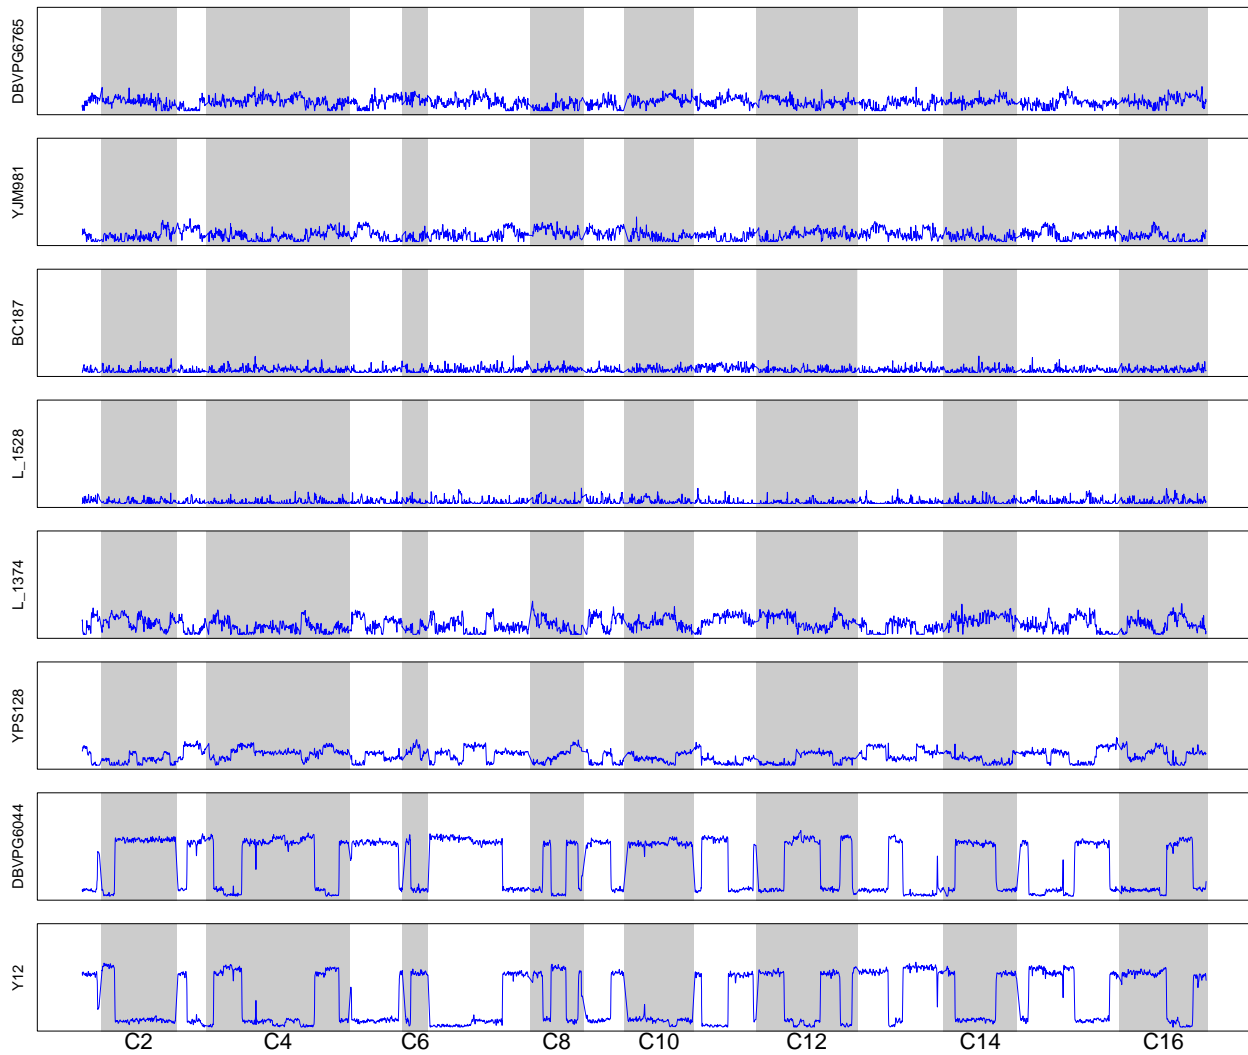 DBVPG6765
YJM981
BC187
L_1528
L_1374
YPS128
DBVPG6044
Y12
C2 C4 C6 C8 C10 C12 C14 C16